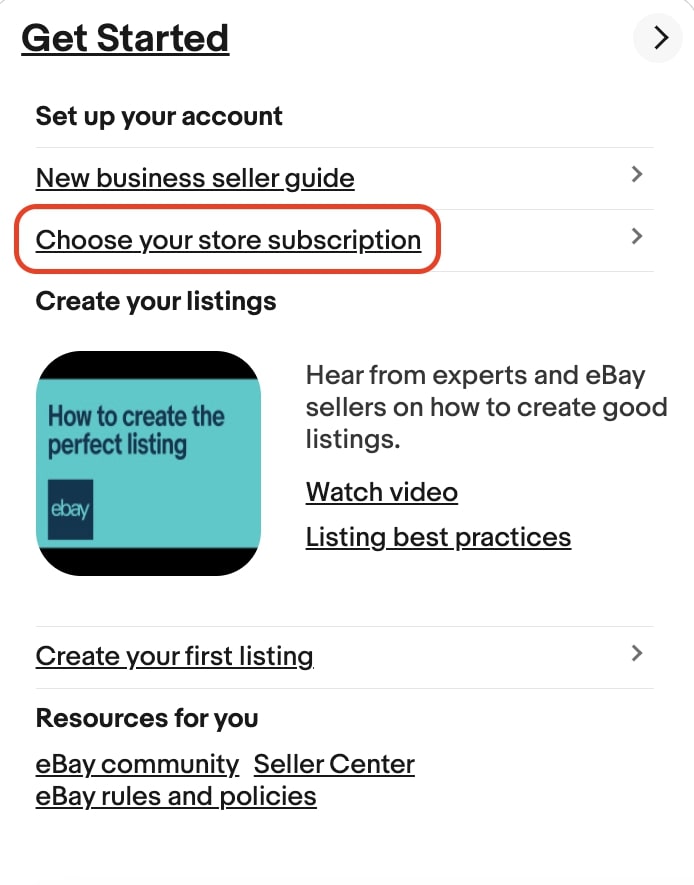 Get Started
Set up your account
New business seller guide
Choose your store subscription
Create your listings
How to create the
perfect listing
ebay
Hear from experts and eBay
sellers on how to create good
listings.
Watch video
Listing best practices
Create your first listing
Resources for you
eBay community Seller Center
eBay rules and policies